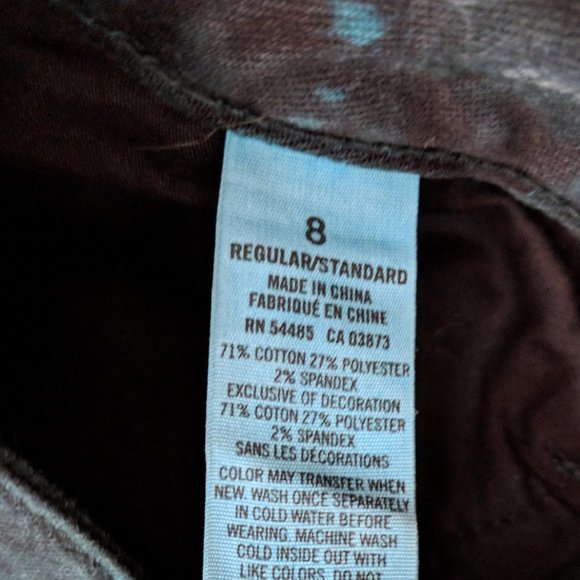 8
REGULAR/STANDARD
MADE IN CHINA
FABRIQUÉ EN CHINE
RN 54485 CA 03873
71% COTTON 27% POLYESTER
2% SPANDEX
EXCLUSIVE OF DECORATION
71% COTON 27% POLYESTER
2% SPANDEX
SANS LES DÉCORATIONS
COLOR MAY TRANSFER WHEN
NEW. WASH ONCE SEPARATELY
IN COLD WATER BEFORE
WEARING. MACHINE WASH
COLD INSIDE OUT WITH
LIKE COLORS. DO NOT